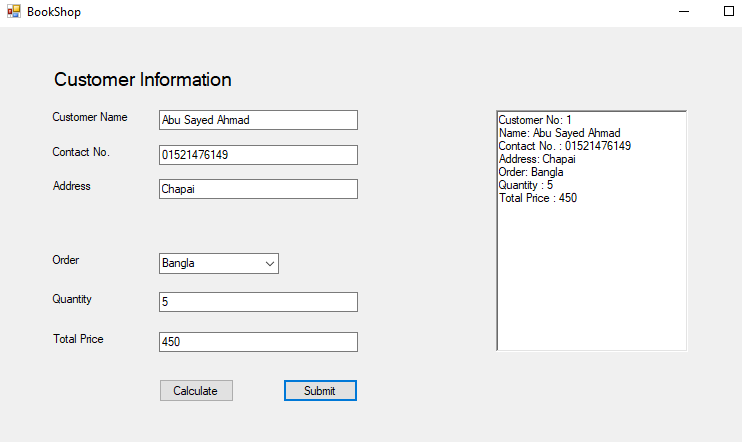 BookShop
Customer Information
Customer Name Abu Sayed Ahmad
Contact No. 01521476149
Address Chapai
Order Bangla
Quantity 5
Total Price 450
Calculate Submit
Customer No: 1
Name: Abu Sayed Ahmad
Contact No. : 01521476149
Address: Chapai
Order: Bangla
Quantity : 5
Total Price : 450